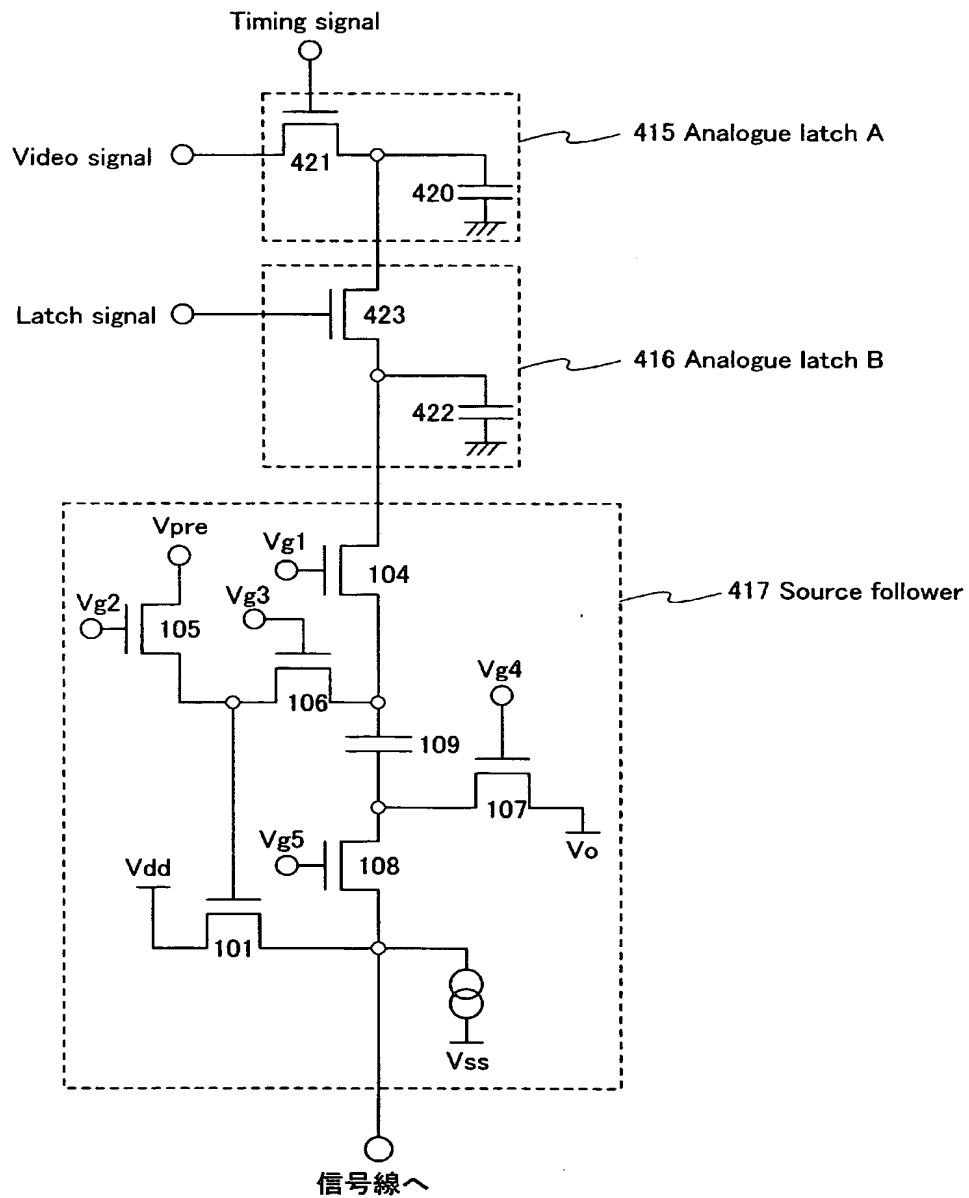 Timing signal
Video signal
421
420
415 Analogue latch A
Latch signal
423
422
416 Analogue latch B
Vpre
Vg1
104
Vg2
105
Vg3
106
417 Source follower
Vg4
109
107
Vo
Vg5
108
Vdd
101
Vss
信号線へ